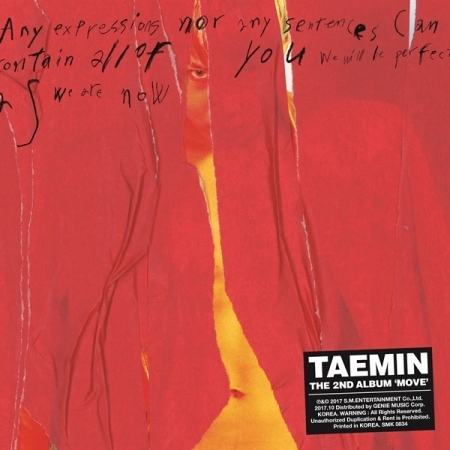 Any expressions nor any sentences Can
contain all of you We will be perfect
as we are now
TAEMIN
THE 2ND ALBUM 'MOVE'
℗&© 2017 S.M.ENTERTAINMENT Co.,Ltd.
2017.10 Distributed by GENIE MUSIC Corp.
KOREA. WARNING : All Rights Reserved.
Unauthorized Duplication & Rent is Prohibited.
Printed in KOREA. SMK 0834